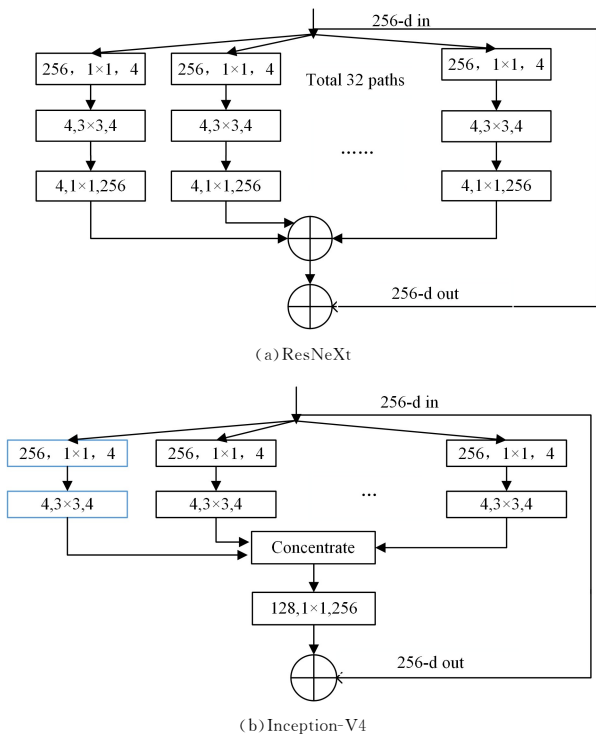 256-d in
256，1×1，4
256，1×1，4
256，1×1，4
Total 32 paths
4,3×3,4
4,3×3,4
4,3×3,4
......
4,1×1,256
4,1×1,256
4,1×1,256
256-d out
(a)ResNeXt
256-d in
256，1×1，4
256，1×1，4
256，1×1，4
4,3×3,4
4,3×3,4
...
4,3×3,4
Concentrate
128,1×1,256
256-d out
(b)Inception-V4